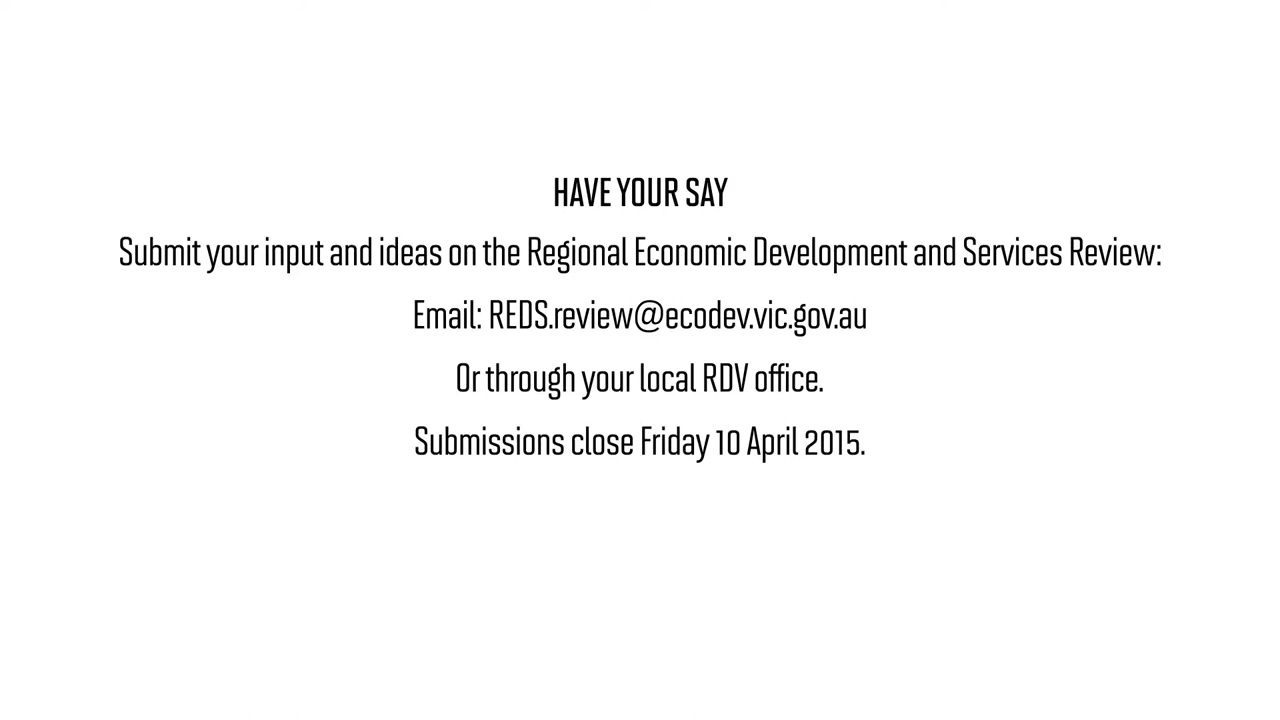 HAVE YOUR SAY
Submit your input and ideas on the Regional Economic Development and Services Review:
Email: REDS.review@ecodev.vic.gov.au
Or through your local RDV office.
Submissions close Friday 10 April 2015.